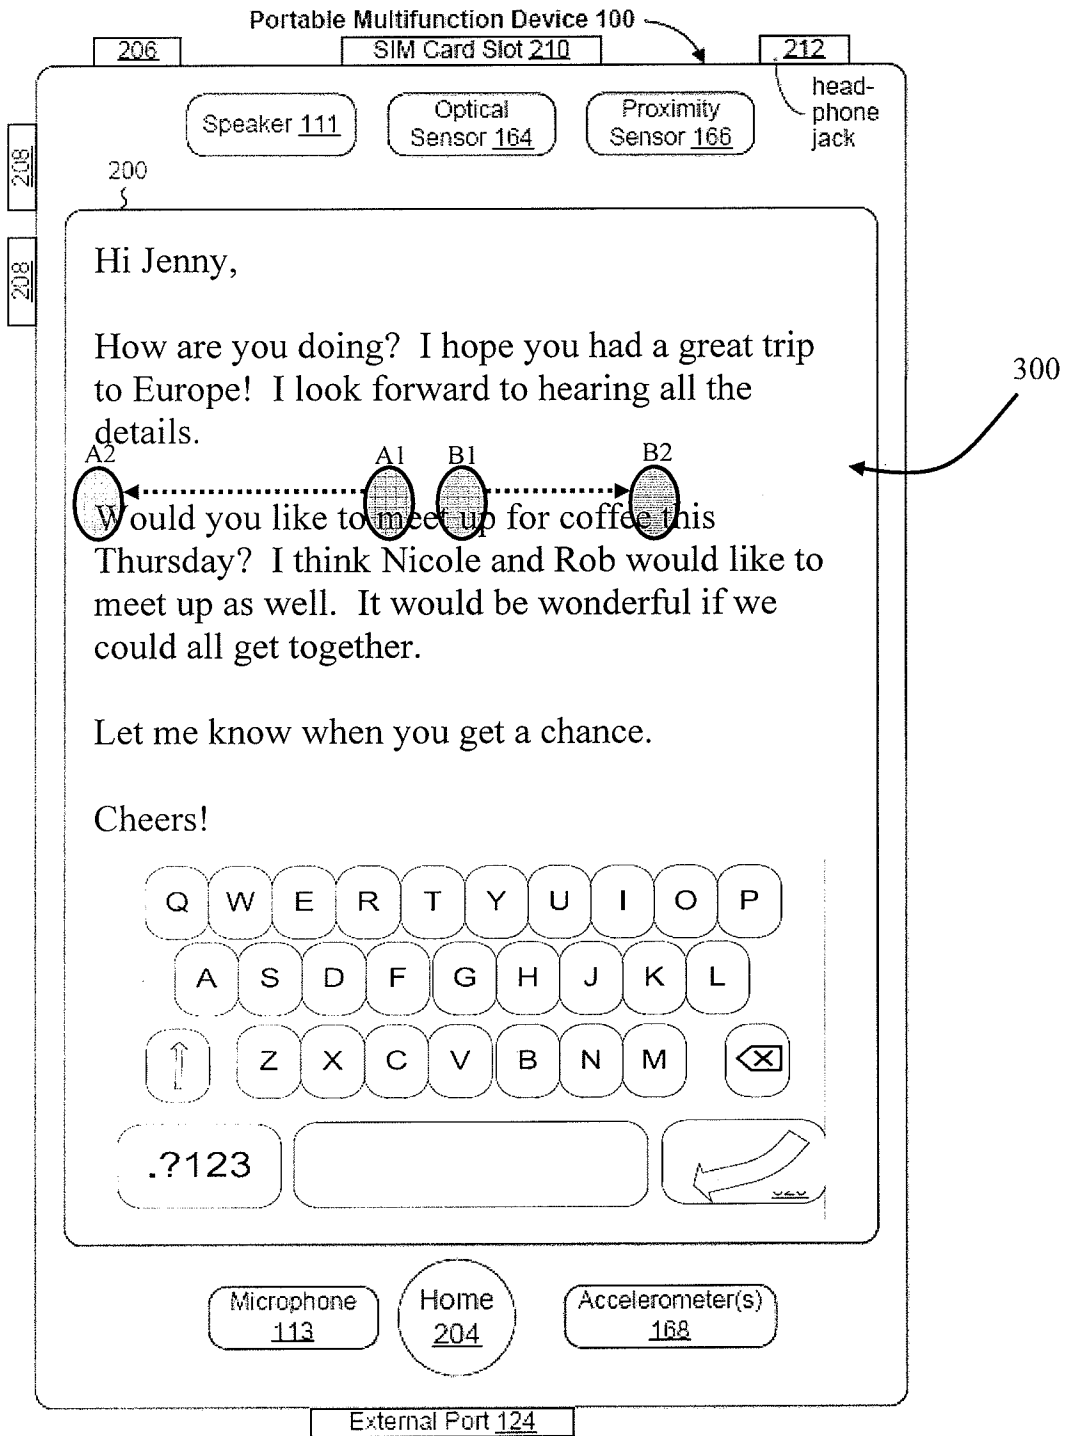 Portable Multifunction Device 100
206
SIM Card Slot 210
212
head-
phone
jack
Speaker 111
Optical
Sensor 164
Proximity
Sensor 166
208
200
208
Hi Jenny,
How are you doing? I hope you had a great trip
to Europe! I look forward to hearing all the
details.
300
A2 A1 B1 B2
Would you like to meet up for coffee this
Thursday? I think Nicole and Rob would like to
meet up as well. It would be wonderful if we
could all get together.
Let me know when you get a chance.
Cheers!
Q W E R T Y U I O P
A S D F G H J K L
Z X C V B N M
.?123
Microphone
113
Home
204
Accelerometer(s)
168
External Port 124